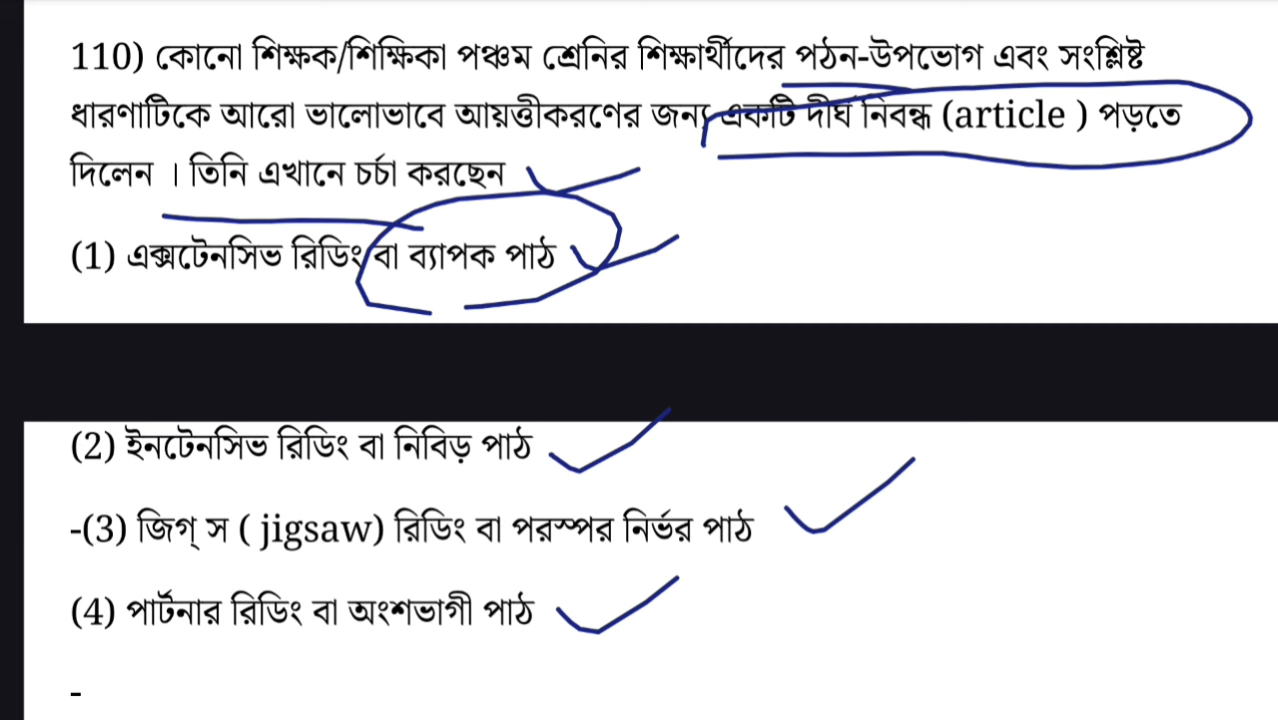 110) কোনো শিক্ষক/শিক্ষিকা পঞ্চম শ্রেনির শিক্ষার্থীদের পঠন-উপভোগ এবং সংশ্লিষ্ট
ধারণাটিকে আরো ভালোভাবে আয়ত্তীকরণের জন্য একটি দীর্ঘ নিবন্ধ (article ) পড়তে
দিলেন । তিনি এখানে চর্চা করছেন
(1) এক্সটেনসিভ রিডিং বা ব্যাপক পাঠ
(2) ইনটেনসিভ রিডিং বা নিবিড় পাঠ
-(3) জিগ্ স ( jigsaw) রিডিং বা পরস্পর নির্ভর পাঠ
(4) পার্টনার রিডিং বা অংশভাগী পাঠ
-